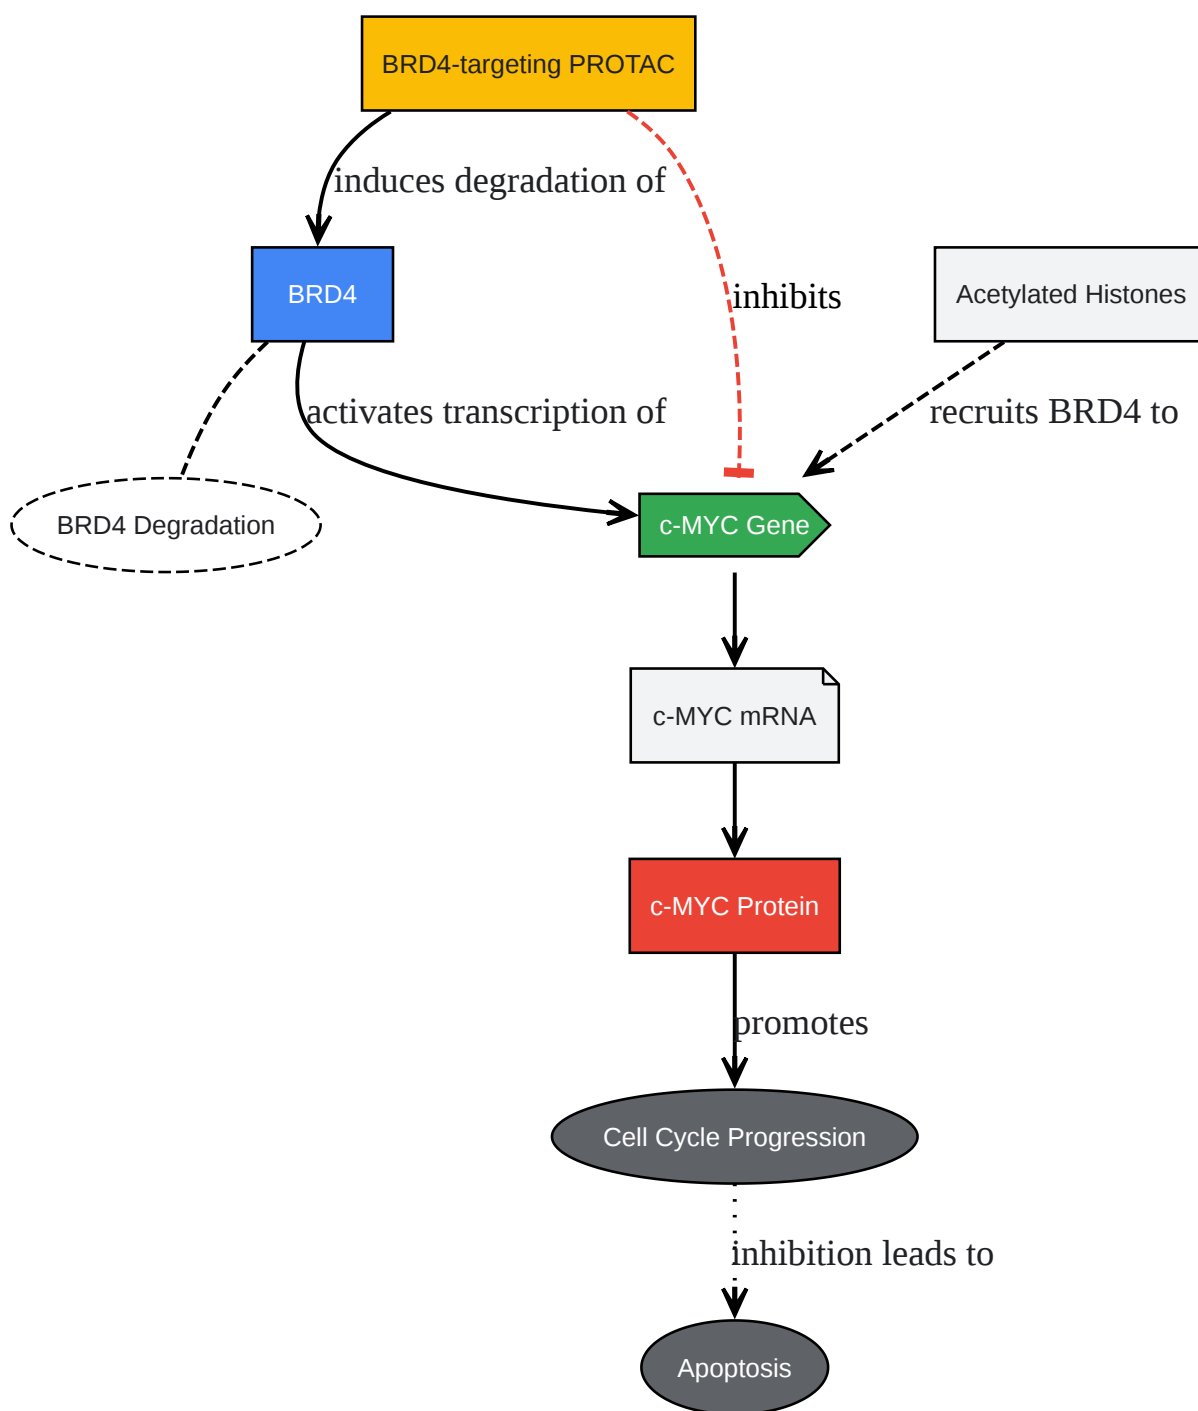 BRD4-targeting PROTAC
induces degradation of
BRD4
inhibits
Acetylated Histones
activates transcription of
recruits BRD4 to
BRD4 Degradation
c-MYC Gene
c-MYC mRNA
c-MYC Protein
promotes
Cell Cycle Progression
inhibition leads to
Apoptosis